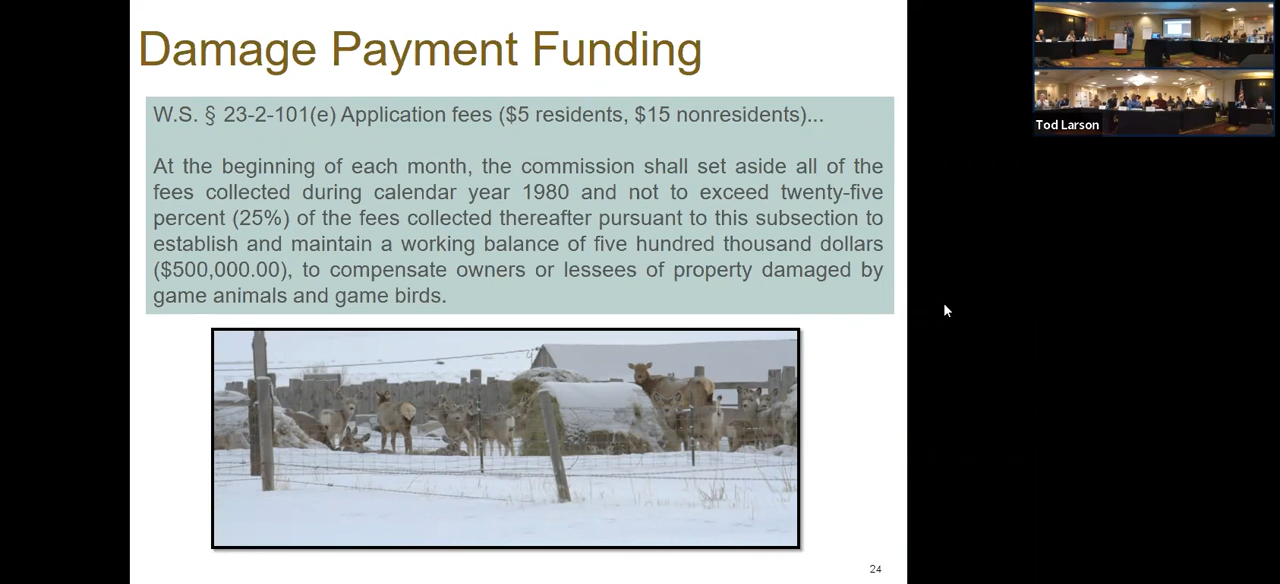 Damage Payment Funding
W.S. § 23-2-101(e) Application fees ($5 residents, $15 nonresidents)...
At the beginning of each month, the commission shall set aside all of the
fees collected during calendar year 1980 and not to exceed twenty-five
percent (25%) of the fees collected thereafter pursuant to this subsection to
establish and maintain a working balance of five hundred thousand dollars
($500,000.00), to compensate owners or lessees of property damaged by
game animals and game birds.
24
Tod Larson